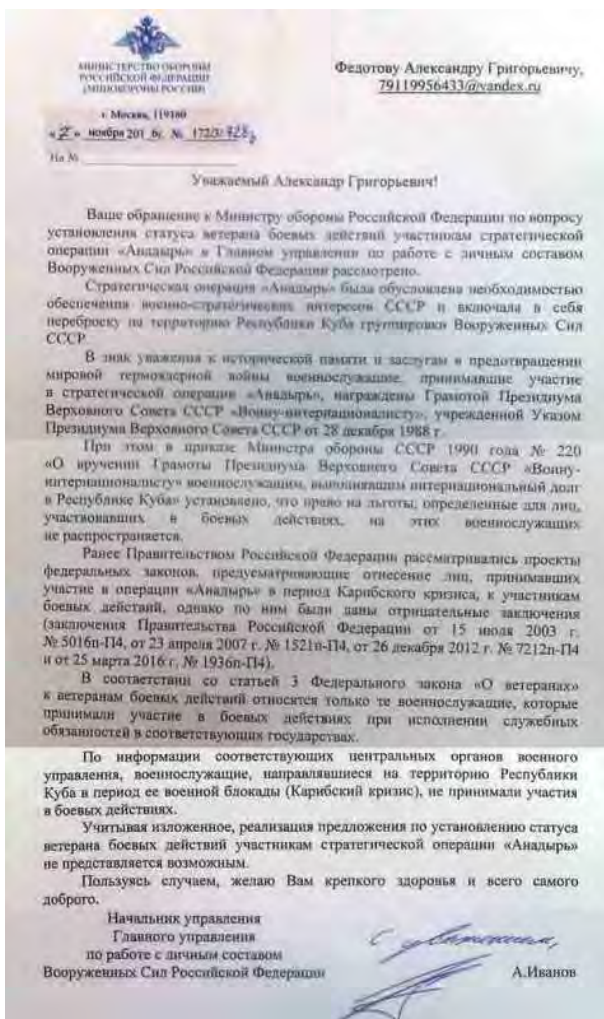 МИНИСТЕРСТВО ОБОРОНЫ
РОССИЙСКОЙ ФЕДЕРАЦИИ
(МИНОБОРОНЫ РОССИИ)
г. Москва, 119160
ноября 201 6г. № 172/3/
На №
Федотову Александру Григорьевичу,
79119956433@yandex.ru
Уважаемый Александр Григорьевич!
Ваше обращение к Министру обороны Российской Федерации по вопросу
установления статуса ветерана боевых действий участникам стратегической
операции «Анадырь» в Главном управлении по работе с личным составом
Вооруженных Сил Российской Федерации рассмотрено.
Стратегическая операция «Анадырь» была обусловлена необходимостью
обеспечения военно-стратегических интересов СССР и включала в себя
переброску на территорию Республики Куба группировки Вооруженных Сил
СССР.
В знак уважения к исторической памяти и заслугам в предотвращении
мировой термоядерной войны военнослужащие, принимавшие участие
в стратегической операции «Анадырь», награждены Грамотой Президиума
Верховного Совета СССР «Воину-интернационалисту», учрежденной Указом
Президиума Верховного Совета СССР от 28 декабря 1988 г.
При этом в приказе Министра обороны СССР 1990 года № 220
«О вручении Грамоты Президиума Верховного Совета СССР «Воину-
интернационалисту» военнослужащим, выполнявшим интернациональный долг
в Республике Куба» установлено, что право на льготы, определенные для лиц,
участвовавших в боевых действиях, на этих военнослужащих
не распространяется.
Ранее Правительством Российской Федерации рассматривались проекты
федеральных законов, предусматривающие отнесение лиц, принимавших
участие в операции «Анадырь» в период Карибского кризиса, к участникам
боевых действий, однако по ним были даны отрицательные заключения
(заключения Правительства Российской Федерации от 15 июля 2003 г.
№ 5016п-П4, от 23 апреля 2007 г. № 1521п-П4, от 26 декабря 2012 г. № 7212п-П4
и от 25 марта 2016 г. № 1936п-П4).
В соответствии со статьей 3 Федерального закона «О ветеранах»
к ветеранам боевых действий относятся только те военнослужащие, которые
принимали участие в боевых действиях при исполнении служебных
обязанностей в соответствующих государствах.
По информации соответствующих центральных органов военного
управления, военнослужащие, направлявшиеся на территорию Республики
Куба в период ее военной блокады (Карибский кризис), не принимали участия
в боевых действиях.
Учитывая изложенное, реализация предложения по установлению статуса
ветерана боевых действий участникам стратегической операции «Анадырь»
не представляется возможным.
Пользуясь случаем, желаю Вам крепкого здоровья и всего самого
доброго.
Начальник управления
Главного управления
по работе с личным составом
Вооруженных Сил Российской Федерации
А.Иванов